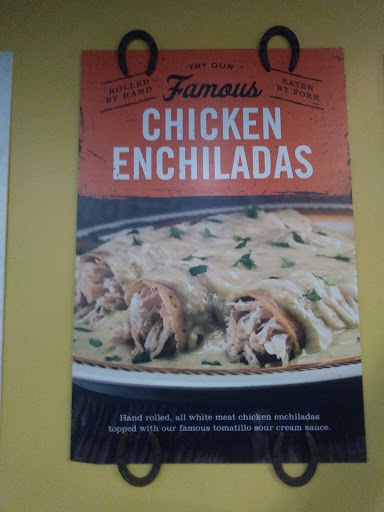 TRY OUR
ROLLED
BY HAND
Famous
EATEN
BY FORK
CHICKEN
ENCHILADAS
Hand rolled, all white meat chicken enchiladas
topped with our famous tomatillo sour cream sauce.